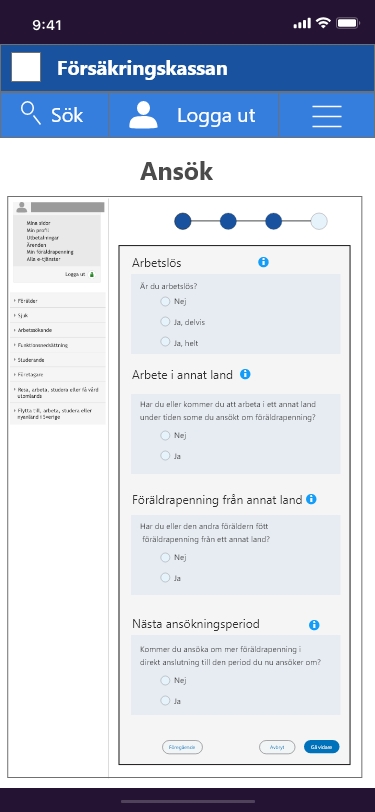 9:41
Försäkringskassan
Sök
Logga ut
Ansök
Mina sidor
Min profil
Utbetalningar
Ärenden
Min föräldrapenning
Alla e-tjänster
Logga ut
Förälder
Sjuk
Arbetssökande
Funktionsnedsättning
Studerande
Företagare
Resa, arbeta, studera eller få vård
utomlands
Flytta till, arbeta, studera eller
nyanländ i Sverige
Arbetslös
Är du arbetslös?
Nej
Ja, delvis
Ja, helt
Arbete i annat land
Har du eller kommer du att arbeta i ett annat land
under tiden some du ansökt om föräldrapenning?
Nej
Ja
Föräldrapenning från annat land
Har du eller den andra föräldern fött
föräldrapenning från ett annat land?
Nej
Ja
Nästa ansökningsperiod
Kommer du ansöka om mer föräldrapenning i
direkt anslutning till den period du nu ansöker om?
Nej
Ja
Föregående
Avbryt
Gå vidare